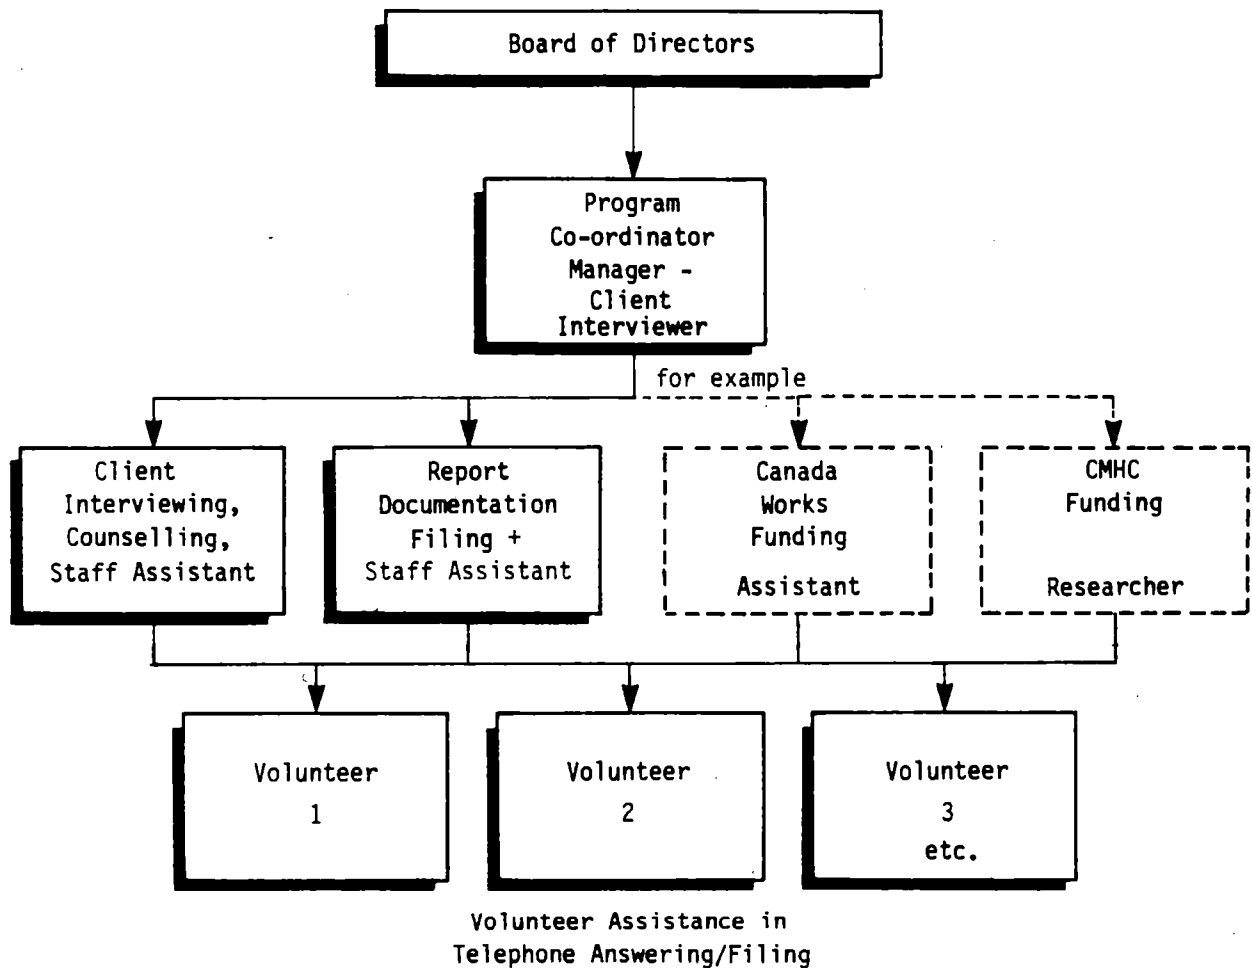 Board of Directors
Program
Co-ordinator
Manager -
Client
Interviewer
for example
Client
Interviewing,
Counselling,
Staff Assistant
Report
Documentation
Filing +
Staff Assistant
Canada
Works
Funding
Assistant
CMHC
Funding
Researcher
Volunteer
1
Volunteer
2
Volunteer
3
etc.
Volunteer Assistance in
Telephone Answering/Filing